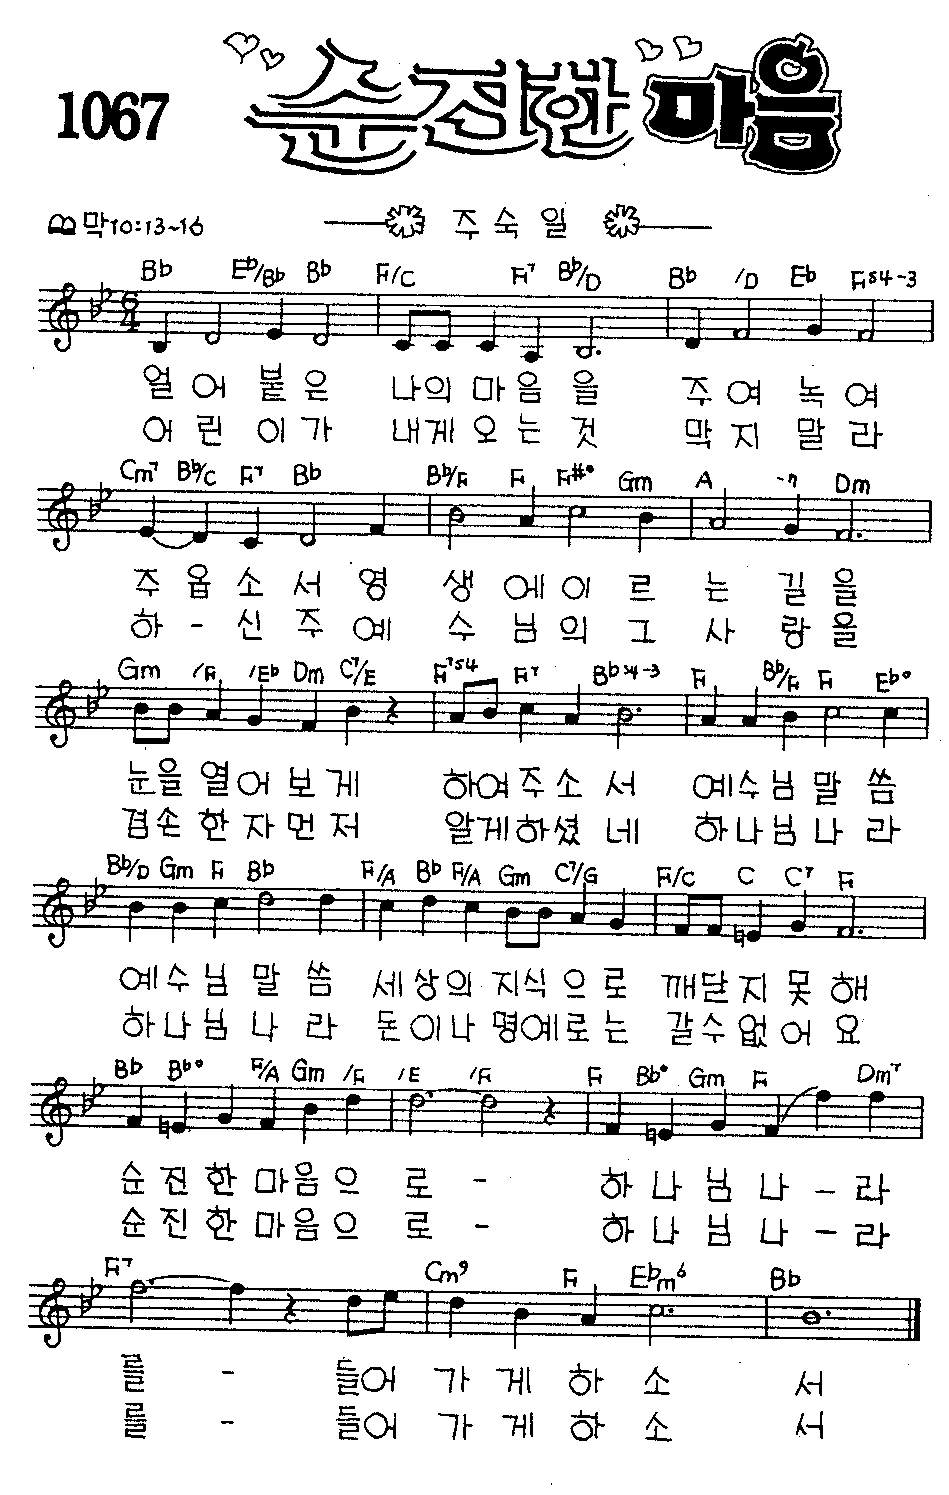 1067 순전한 마음
막10:13~16 주숙일
Bb Eb/Bb Bb F/C F7 Bb/D Bb /D Eb Fs4-3
6/4
얼어붙은 나의마음을 주여 녹여
어린이가 내게오는것 막지말라
Cm7 Bb/C F7 Bb Bb/F F F#° Gm A -7 Dm
주옵소서영 생에이르는길을
하-신주예 수님의그사랑을
Gm /F /Eb Dm C7/E F7s4 F7 Bbs4-3 F Bb/F F Eb°
눈을열어보게 하여주소서 예수님말씀
겸손한자먼저 알게하셨네 하나님나라
Bb/D Gm F Bb F/A Bb F/A Gm C7/G F/C C C7 F
예수님말씀 세상의지식으로 깨닫지못해
하나님나라 돈이나명예로는 갈수없어요
Bb Bb° F/A Gm /F /E /F F Bb° Gm F Dm7
순진한마음으로- 하나님나-라
순진한마음으로- 하나님나-라
F7 Cm9 F Ebm6 Bb
를-들어가게하소서
를-들어가게하소서